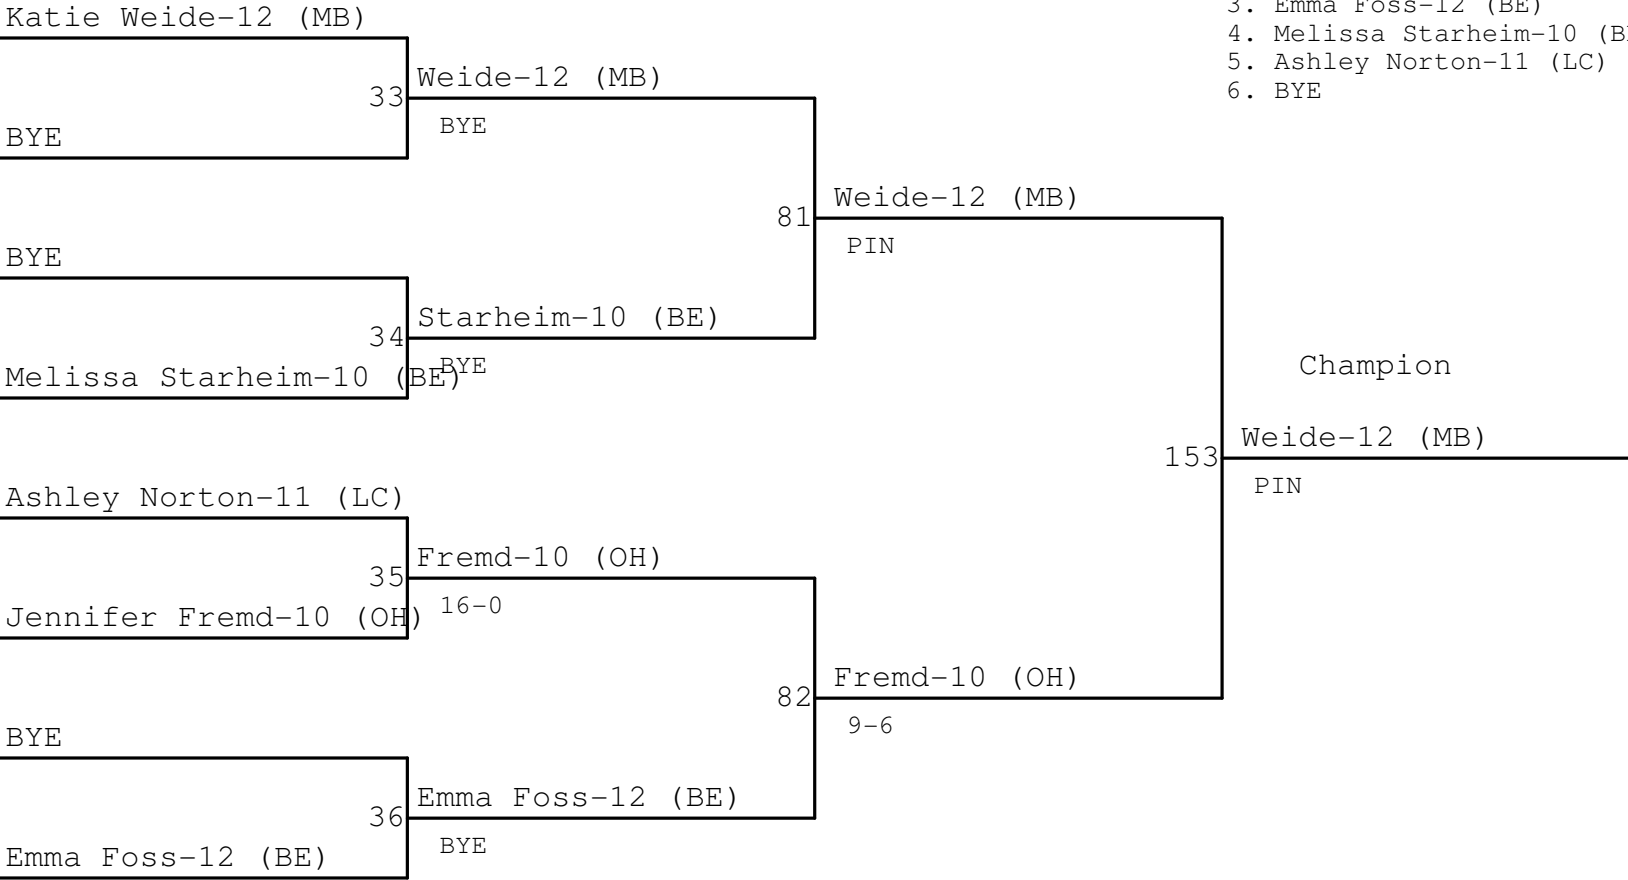 Katie Weide-12 (MB)
3. Emma Foss-12 (BE)
4. Melissa Starheim-10 (BE
5. Ashley Norton-11 (LC)
6. BYE
33
Weide-12 (MB)
BYE
BYE
81
Weide-12 (MB)
PIN
BYE
34
Starheim-10 (BE)
BYE
Melissa Starheim-10 (BE)
Champion
153
Weide-12 (MB)
PIN
Ashley Norton-11 (LC)
35
Fremd-10 (OH)
16-0
Jennifer Fremd-10 (OH)
82
Fremd-10 (OH)
9-6
BYE
36
Emma Foss-12 (BE)
BYE
Emma Foss-12 (BE)